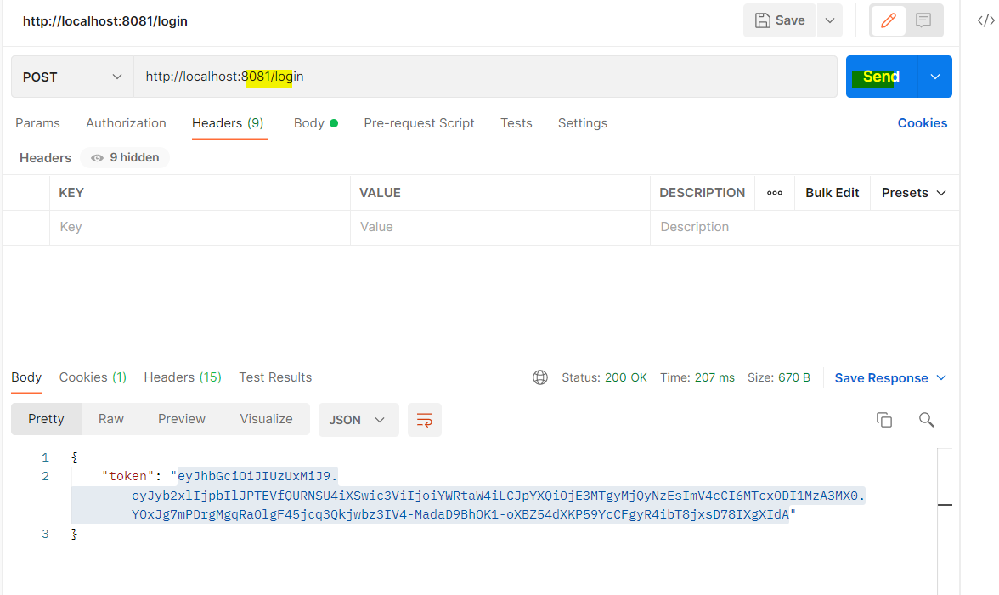 http://localhost:8081/login Save </>
POST http://localhost:8081/login Send
Params Authorization Headers (9) Body Pre-request Script Tests Settings Cookies
Headers 9 hidden
KEY VALUE DESCRIPTION ooo Bulk Edit Presets
Key Value Description
Body Cookies (1) Headers (15) Test Results Status: 200 OK Time: 207 ms Size: 670 B Save Response
Pretty Raw Preview Visualize JSON
1 {
2 "token": "eyJhbGciOiJIUzUxMiJ9.
eyJyb2xlIjpbIlJPTEVfQURNSU4iXSwic3ViIjoiYWRtaW4iLCJpYXQiOjE3MTgyMjQyNzEsImV4cCI6MTcxODI1MzA3MX0.
YOxJg7mPDrgMgqRaOlgF45jcq3Qkjwbz3IV4-MadaD9BhOK1-oXBZ54dXKP59YcCFgyR4ibT8jxsD78IXgXIdA"
3 }